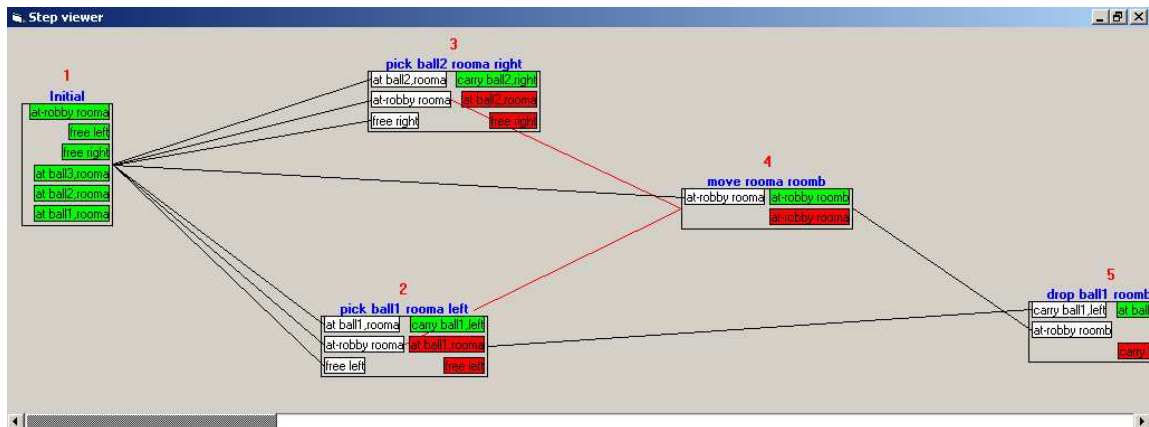 Step viewer
1
Initial
at-robby rooma
free left
free right
at ball3,rooma
at ball2,rooma
at ball1,rooma
3
pick ball2 rooma right
at ball2,rooma carry ball2,right
at-robby rooma at ball2,rooma
free right free right
4
move rooma roomb
at-robby rooma at-robby roomb
at-robby rooma
2
pick ball1 rooma left
at ball1,rooma carry ball1,left
at-robby rooma at ball1,rooma
free left free left
5
drop ball1 roomb
carry ball1,left at ball
at-robby roomb
carry